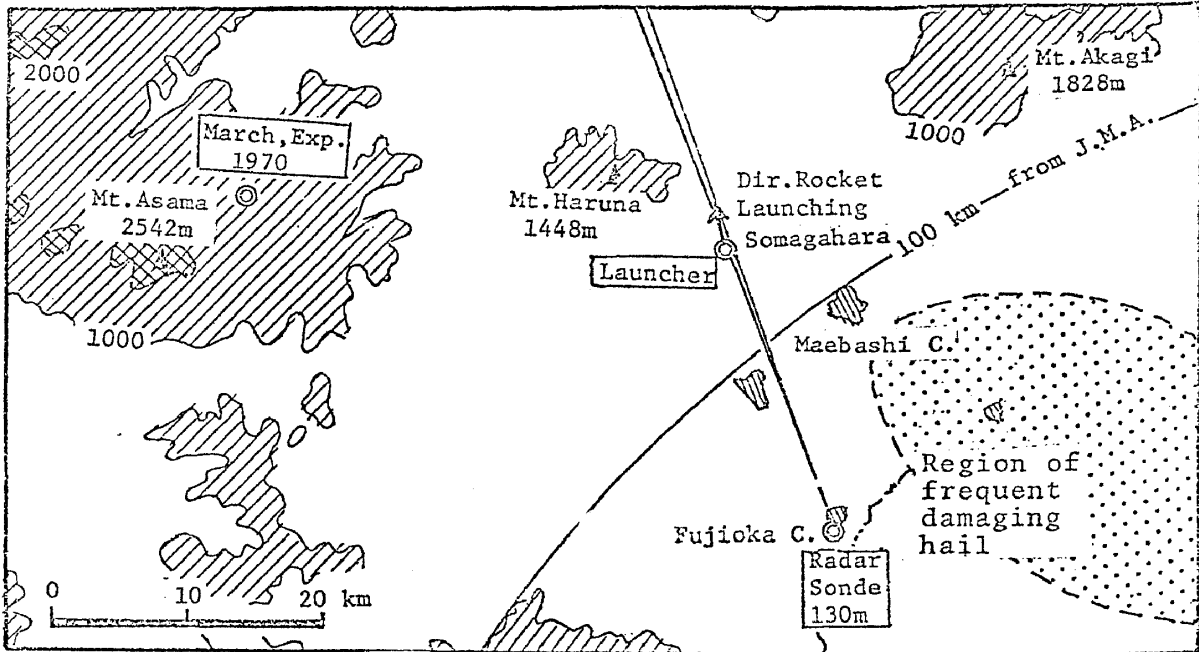 2000
March,Exp.
1970
Mt.Asama
2542m
1000
Mt.Haruna
1448m
Mt.Akagi
1828m
1000
Dir.Rocket
Launching
Somagahara
Launcher
100 km
from J.M.A.
Maebashi C.
Region of
frequent
damaging
hail
Fujioka C.
Radar
Sonde
130m
0 10 20 km